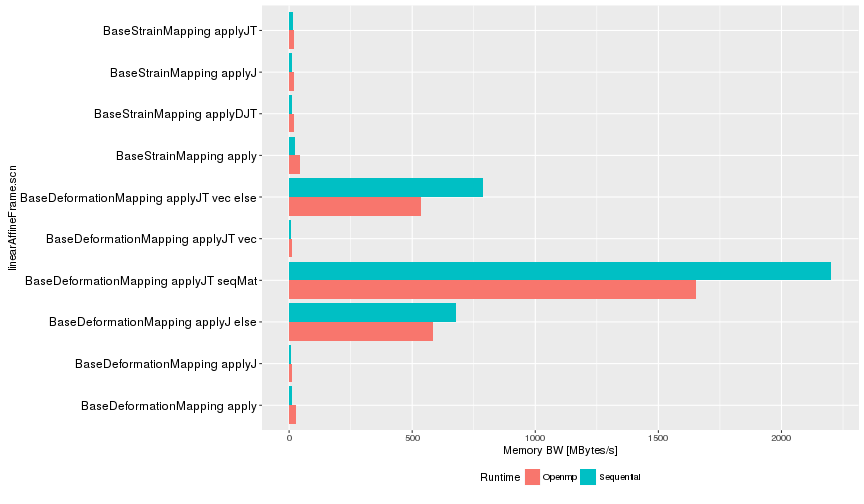 BaseStrainMapping applyJT
BaseStrainMapping applyJ
BaseStrainMapping applyDJT
BaseStrainMapping apply
BaseDeformationMapping applyJT vec else
BaseDeformationMapping applyJT vec
BaseDeformationMapping applyJT seqMat
BaseDeformationMapping applyJ else
BaseDeformationMapping applyJ
BaseDeformationMapping apply
linearAffineFrame.scn
0 500 1000 1500 2000
Memory BW [MBytes/s]
Runtime Openmp Sequential